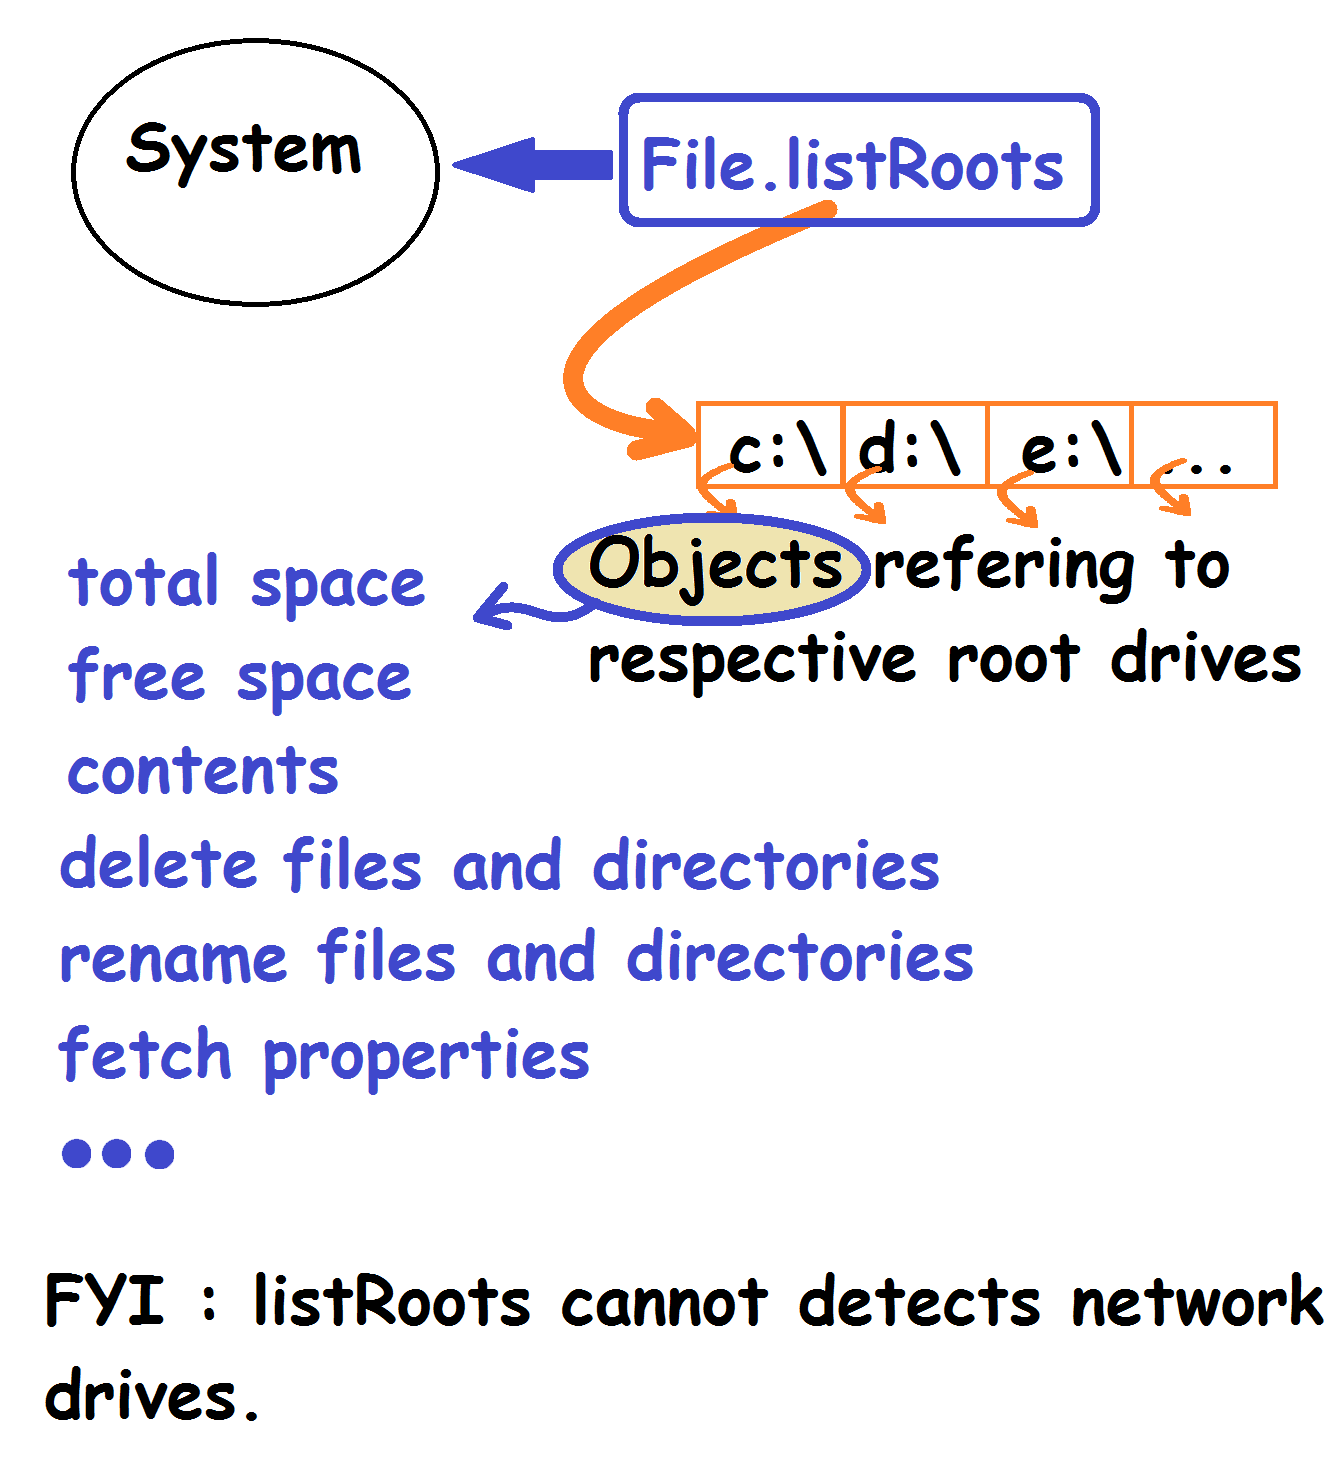 System
File.listRoots
c:\ d:\ e:\ ...
Objects refering to
respective root drives
total space
free space
contents
delete files and directories
rename files and directories
fetch properties
...
FYI : listRoots cannot detects network
drives.